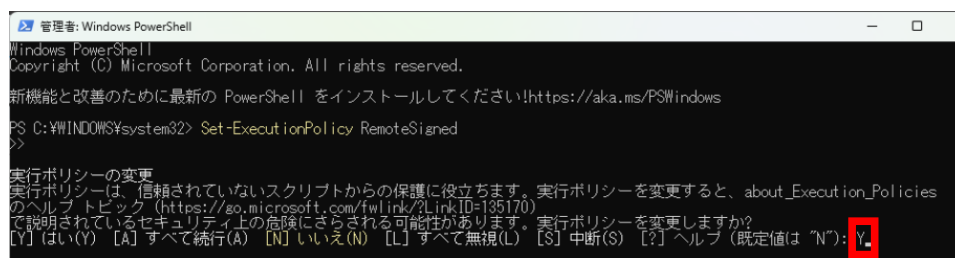 管理者: Windows PowerShell
Windows PowerShell
Copyright (C) Microsoft Corporation. All rights reserved.
新機能と改善のために最新の PowerShell をインストールしてください!https://aka.ms/PSWindows
PS C:¥WINDOWS¥system32> Set-ExecutionPolicy RemoteSigned
>>
実行ポリシーの変更
実行ポリシーは、信頼されていないスクリプトからの保護に役立ちます。実行ポリシーを変更すると、about_Execution_Policies
のヘルプ トピック (https://go.microsoft.com/fwlink/?LinkID=135170)
で説明されているセキュリティ上の危険にさらされる可能性があります。実行ポリシーを変更しますか?
[Y] はい(Y) [A] すべて続行(A) [N] いいえ(N) [L] すべて無視(L) [S] 中断(S) [?] ヘルプ (既定値は "N"): Y